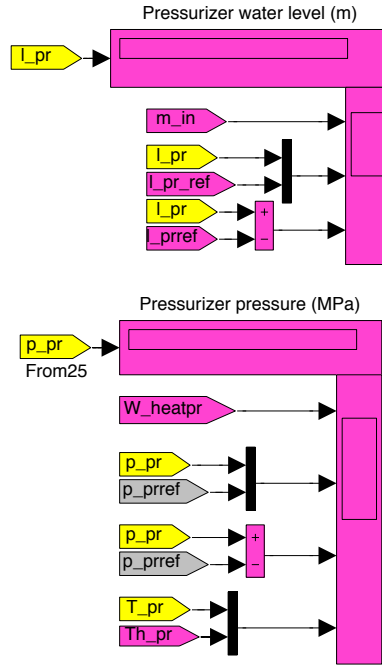 Pressurizer water level (m)
l_pr
m_in
l_pr
l_pr_ref
l_pr
+
l_prref
−
Pressurizer pressure (MPa)
p_pr
From25
W_heatpr
p_pr
p_prref
p_pr
+
p_prref
−
T_pr
Th_pr